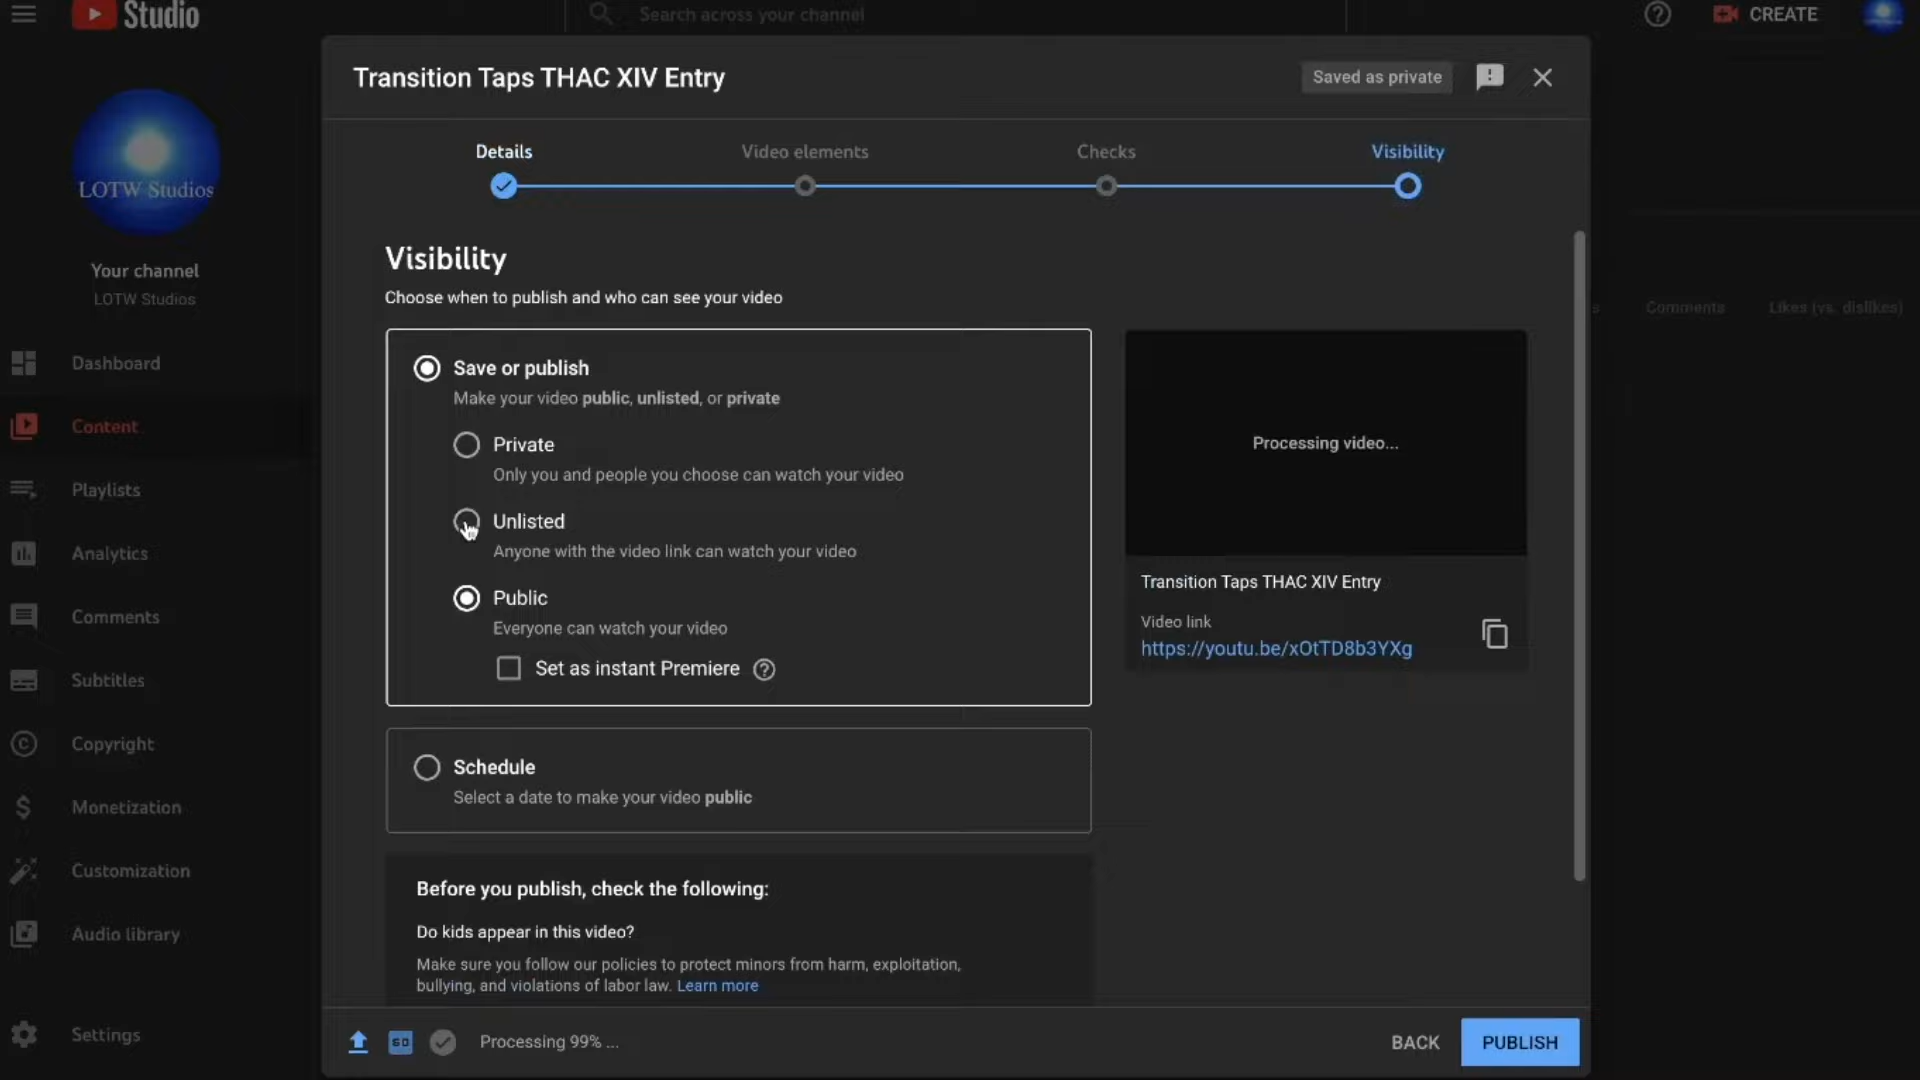 Studio
Search across your channel
CREATE
Transition Taps THAC XIV Entry
Saved as private
Details
Video elements
Checks
Visibility
LOTW Studios
Your channel
LOTW Studios
Dashboard
Content
Playlists
Analytics
Comments
Subtitles
Copyright
Monetization
Customization
Audio library
Settings
Visibility
Choose when to publish and who can see your video
Save or publish
Make your video public, unlisted, or private
Private
Only you and people you choose can watch your video
Unlisted
Anyone with the video link can watch your video
Public
Everyone can watch your video
Set as instant Premiere
Schedule
Select a date to make your video public
Before you publish, check the following:
Do kids appear in this video?
Make sure you follow our policies to protect minors from harm, exploitation,
bullying, and violations of labor law. Learn more
Processing video...
Transition Taps THAC XIV Entry
Video link
https://youtu.be/xOtTD8b3YXg
Comments
Likes (vs. dislikes)
SD
Processing 99% ...
BACK
PUBLISH